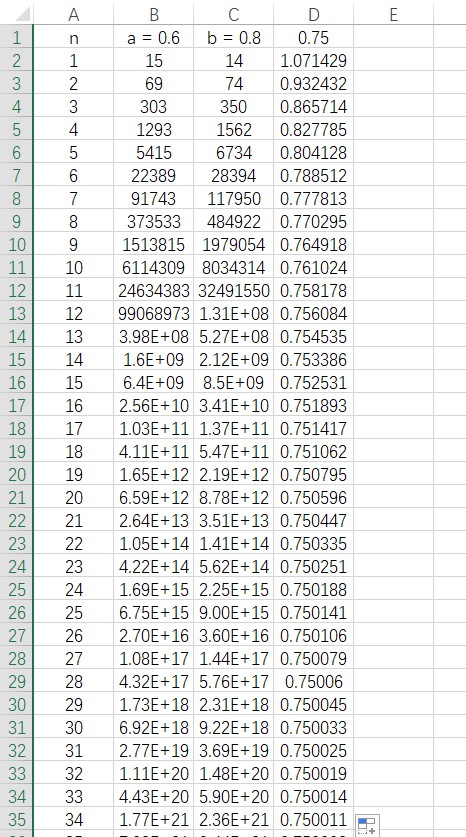 A B C D E
1 n a = 0.6 b = 0.8 0.75
2 1 15 14 1.071429
3 2 69 74 0.932432
4 3 303 350 0.865714
5 4 1293 1562 0.827785
6 5 5415 6734 0.804128
7 6 22389 28394 0.788512
8 7 91743 117950 0.777813
9 8 373533 484922 0.770295
10 9 1513815 1979054 0.764918
11 10 6114309 8034314 0.761024
12 11 24634383 32491550 0.758178
13 12 99068973 1.31E+08 0.756084
14 13 3.98E+08 5.27E+08 0.754535
15 14 1.6E+09 2.12E+09 0.753386
16 15 6.4E+09 8.5E+09 0.752531
17 16 2.56E+10 3.41E+10 0.751893
18 17 1.03E+11 1.37E+11 0.751417
19 18 4.11E+11 5.47E+11 0.751062
20 19 1.65E+12 2.19E+12 0.750795
21 20 6.59E+12 8.78E+12 0.750596
22 21 2.64E+13 3.51E+13 0.750447
23 22 1.05E+14 1.41E+14 0.750335
24 23 4.22E+14 5.62E+14 0.750251
25 24 1.69E+15 2.25E+15 0.750188
26 25 6.75E+15 9.00E+15 0.750141
27 26 2.70E+16 3.60E+16 0.750106
28 27 1.08E+17 1.44E+17 0.750079
29 28 4.32E+17 5.76E+17 0.75006
30 29 1.73E+18 2.31E+18 0.750045
31 30 6.92E+18 9.22E+18 0.750033
32 31 2.77E+19 3.69E+19 0.750025
33 32 1.11E+20 1.48E+20 0.750019
34 33 4.43E+20 5.90E+20 0.750014
35 34 1.77E+21 2.36E+21 0.750011